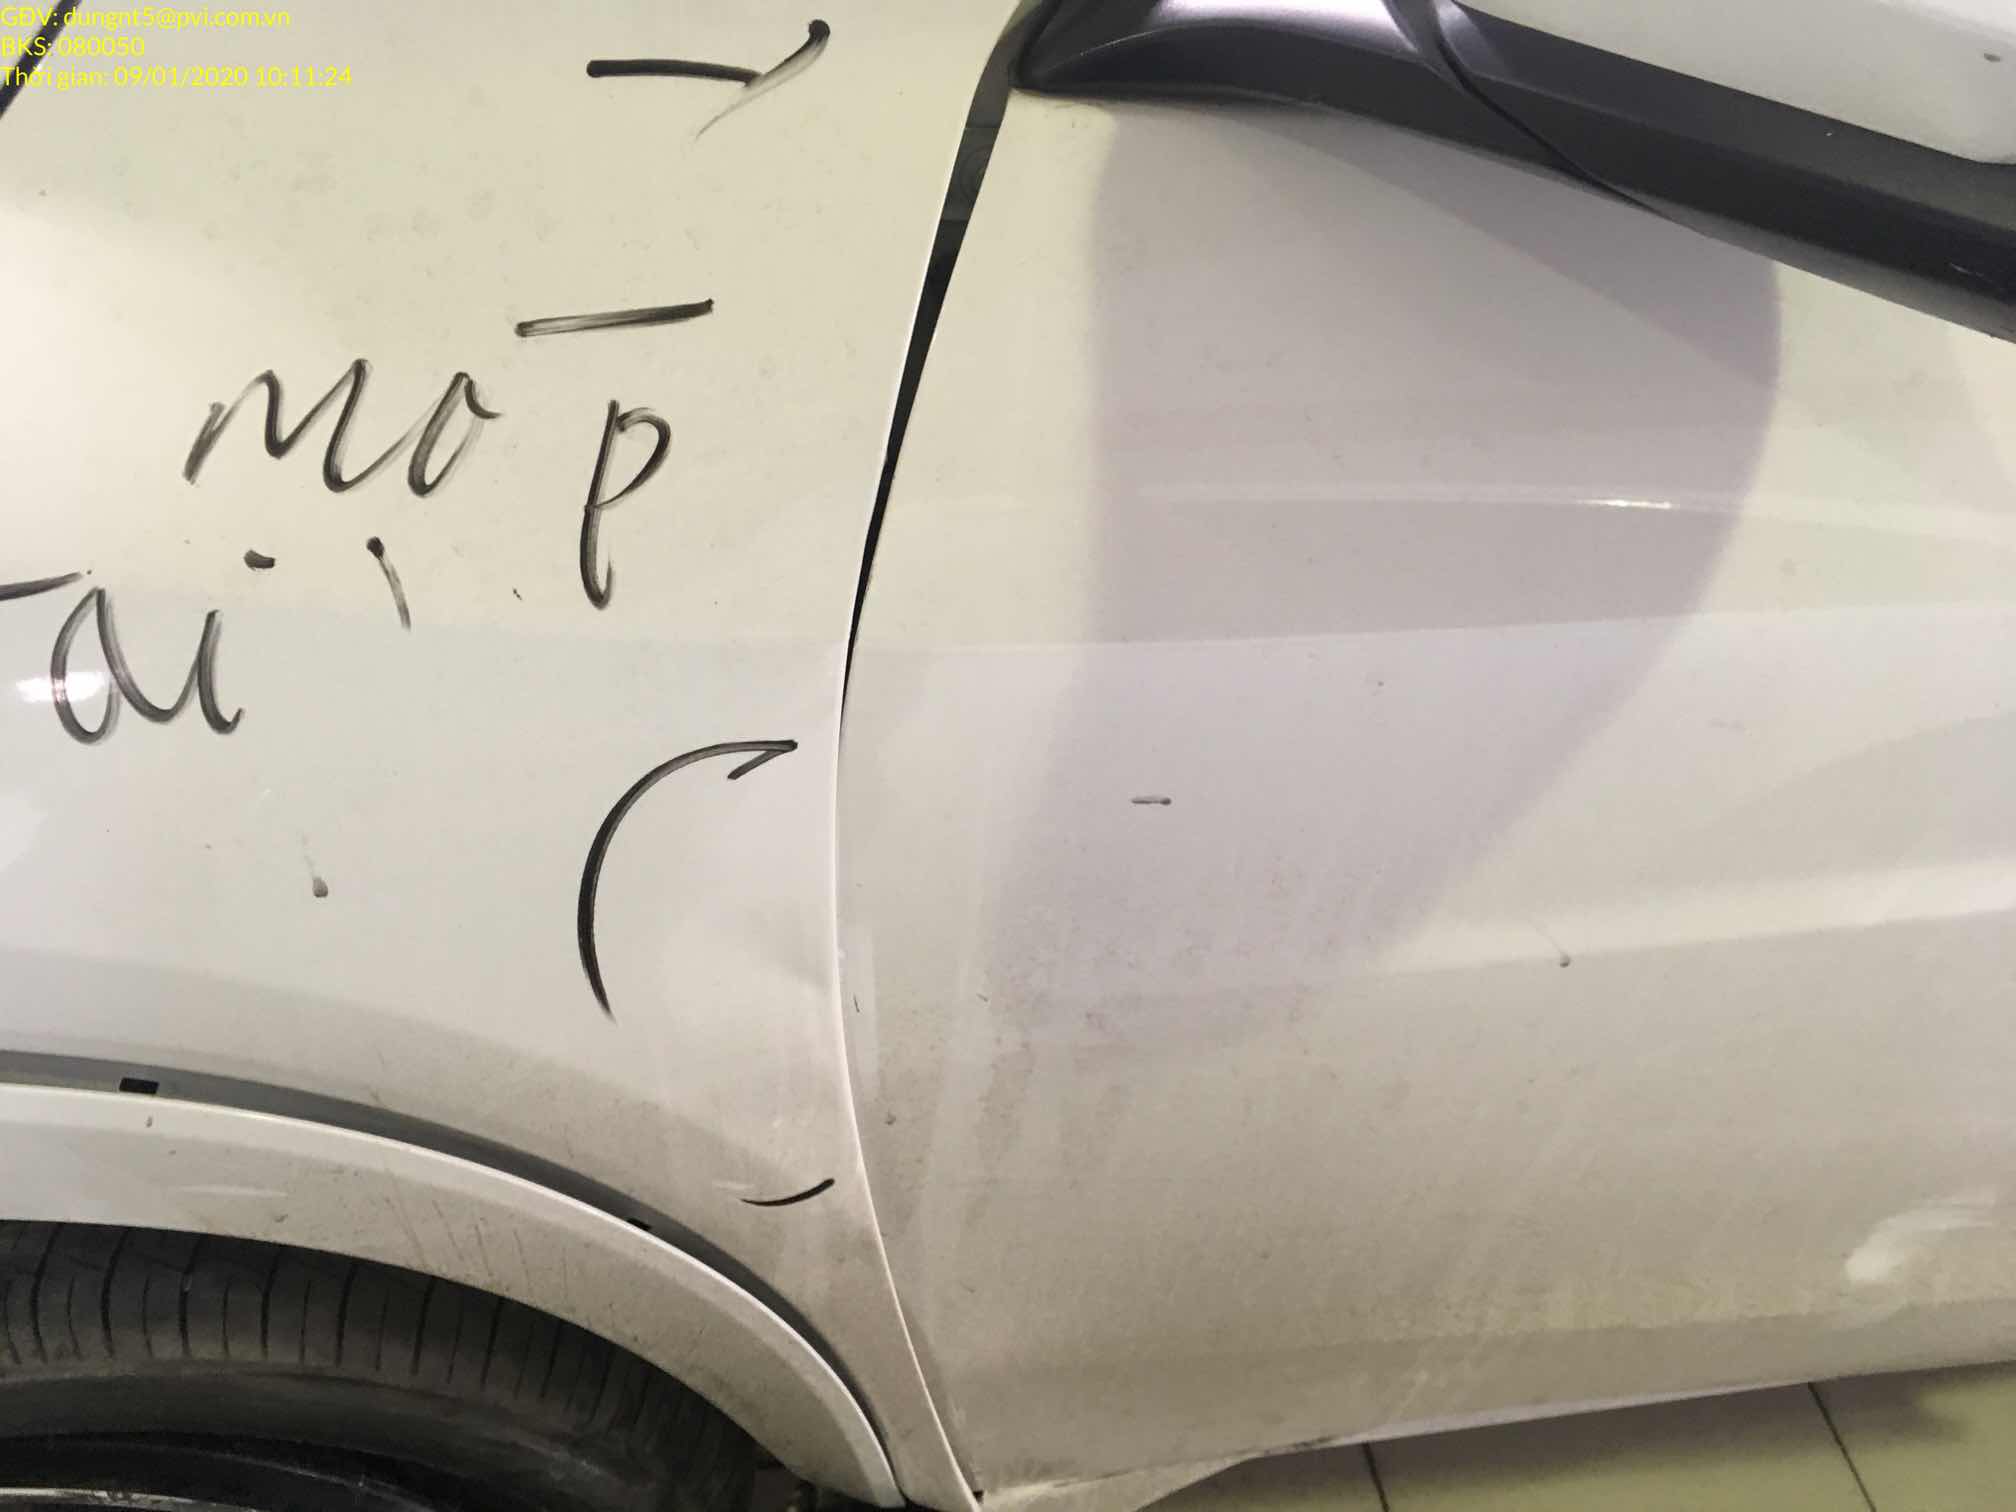 GĐV: dungnt5@pvi.com.vn
BKS: 080050
Thời gian: 09/01/2020 10:11:24
móp
tai